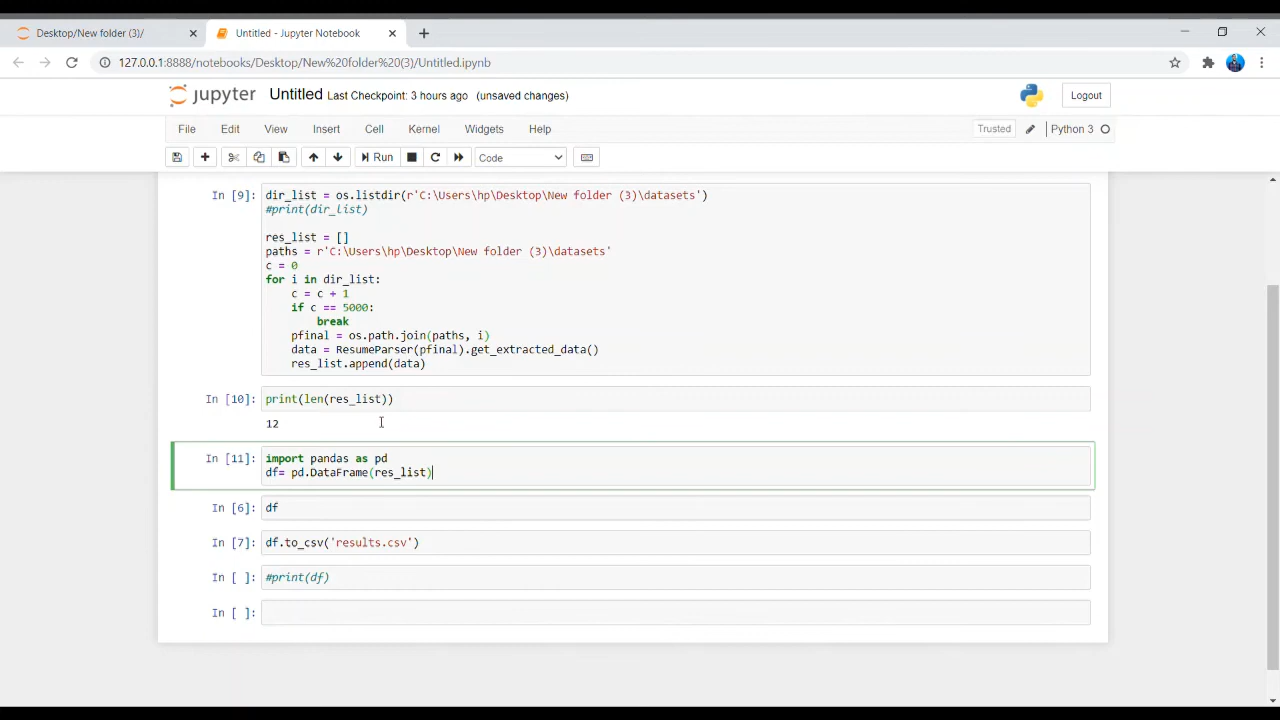 Desktop/New folder (3)/
Untitled - Jupyter Notebook
127.0.0.1:8888/notebooks/Desktop/New%20folder%20(3)/Untitled.ipynb
jupyter Untitled Last Checkpoint: 3 hours ago (unsaved changes)
Logout
File Edit View Insert Cell Kernel Widgets Help
Trusted Python 3
Run Code
In [9]: dir_list = os.listdir(r'C:\Users\hp\Desktop\New folder (3)\datasets')
#print(dir_list)
res_list = []
paths = r'C:\Users\hp\Desktop\New folder (3)\datasets'
c = 0
for i in dir_list:
c = c + 1
if c == 5000:
break
pfinal = os.path.join(paths, i)
data = ResumeParser(pfinal).get_extracted_data()
res_list.append(data)
In [10]: print(len(res_list))
12
In [11]: import pandas as pd
df= pd.DataFrame(res_list)
In [6]: df
In [7]: df.to_csv('results.csv')
In [ ]: #print(df)
In [ ]: